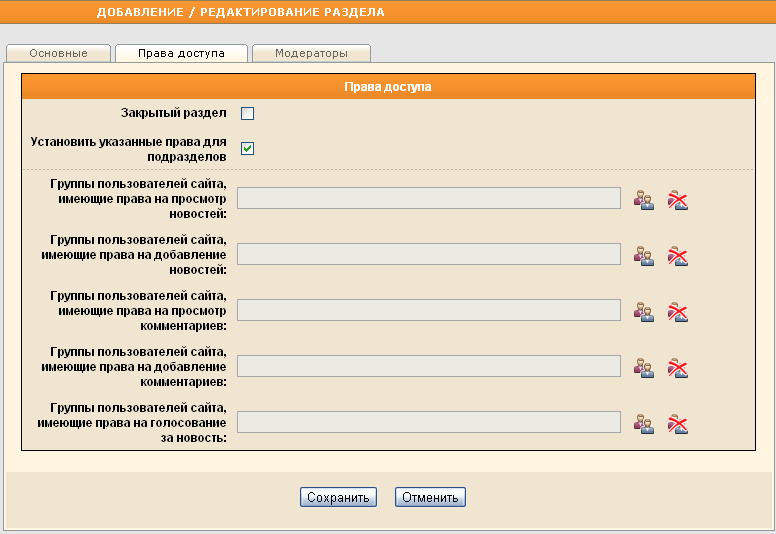 ДОБАВЛЕНИЕ / РЕДАКТИРОВАНИЕ РАЗДЕЛА
Основные
Права доступа
Модераторы
Права доступа
Закрытый раздел
Установить указанные права для
подразделов
Группы пользователей сайта,
имеющие права на просмотр
новостей:
Группы пользователей сайта,
имеющие права на добавление
новостей:
Группы пользователей сайта,
имеющие права на просмотр
комментариев:
Группы пользователей сайта,
имеющие права на добавление
комментариев:
Группы пользователей сайта,
имеющие права на голосование
за новость:
Сохранить
Отменить